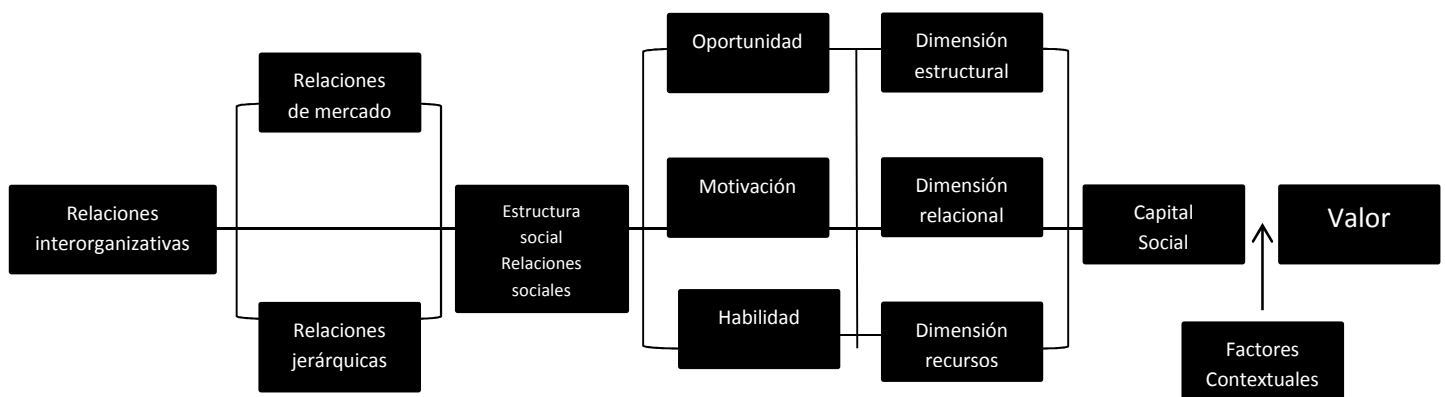 Relaciones
interorganizativas
Relaciones
de mercado
Relaciones
jerárquicas
Estructura
social
Relaciones
sociales
Oportunidad
Motivación
Habilidad
Dimensión
estructural
Dimensión
relacional
Dimensión
recursos
Capital
Social
Valor
Factores
Contextuales